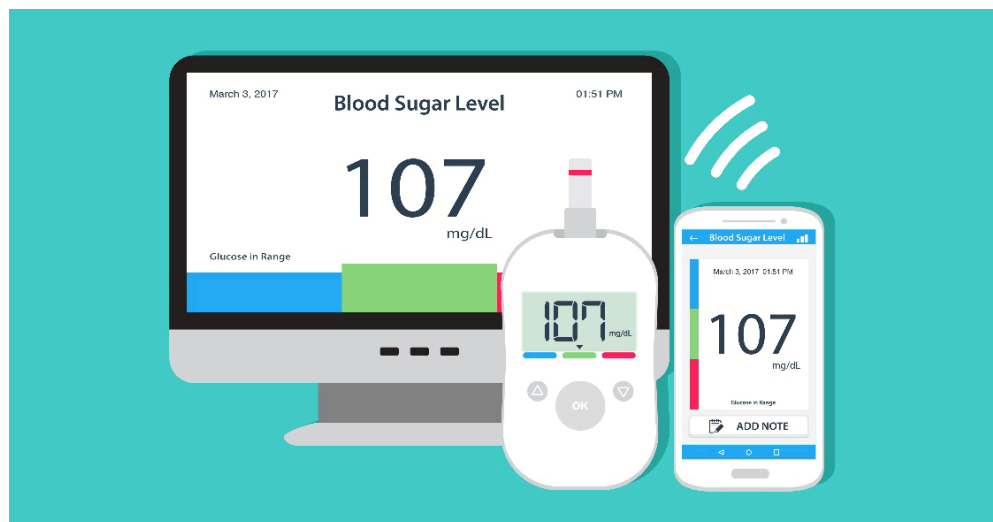 March 3, 2017
01:51 PM
Blood Sugar Level
107
mg/dL
Glucose in Range
107
mg/dL
OK
Blood Sugar Level
March 3, 2017 01:51 PM
107
mg/dL
Glucose in Range
ADD NOTE